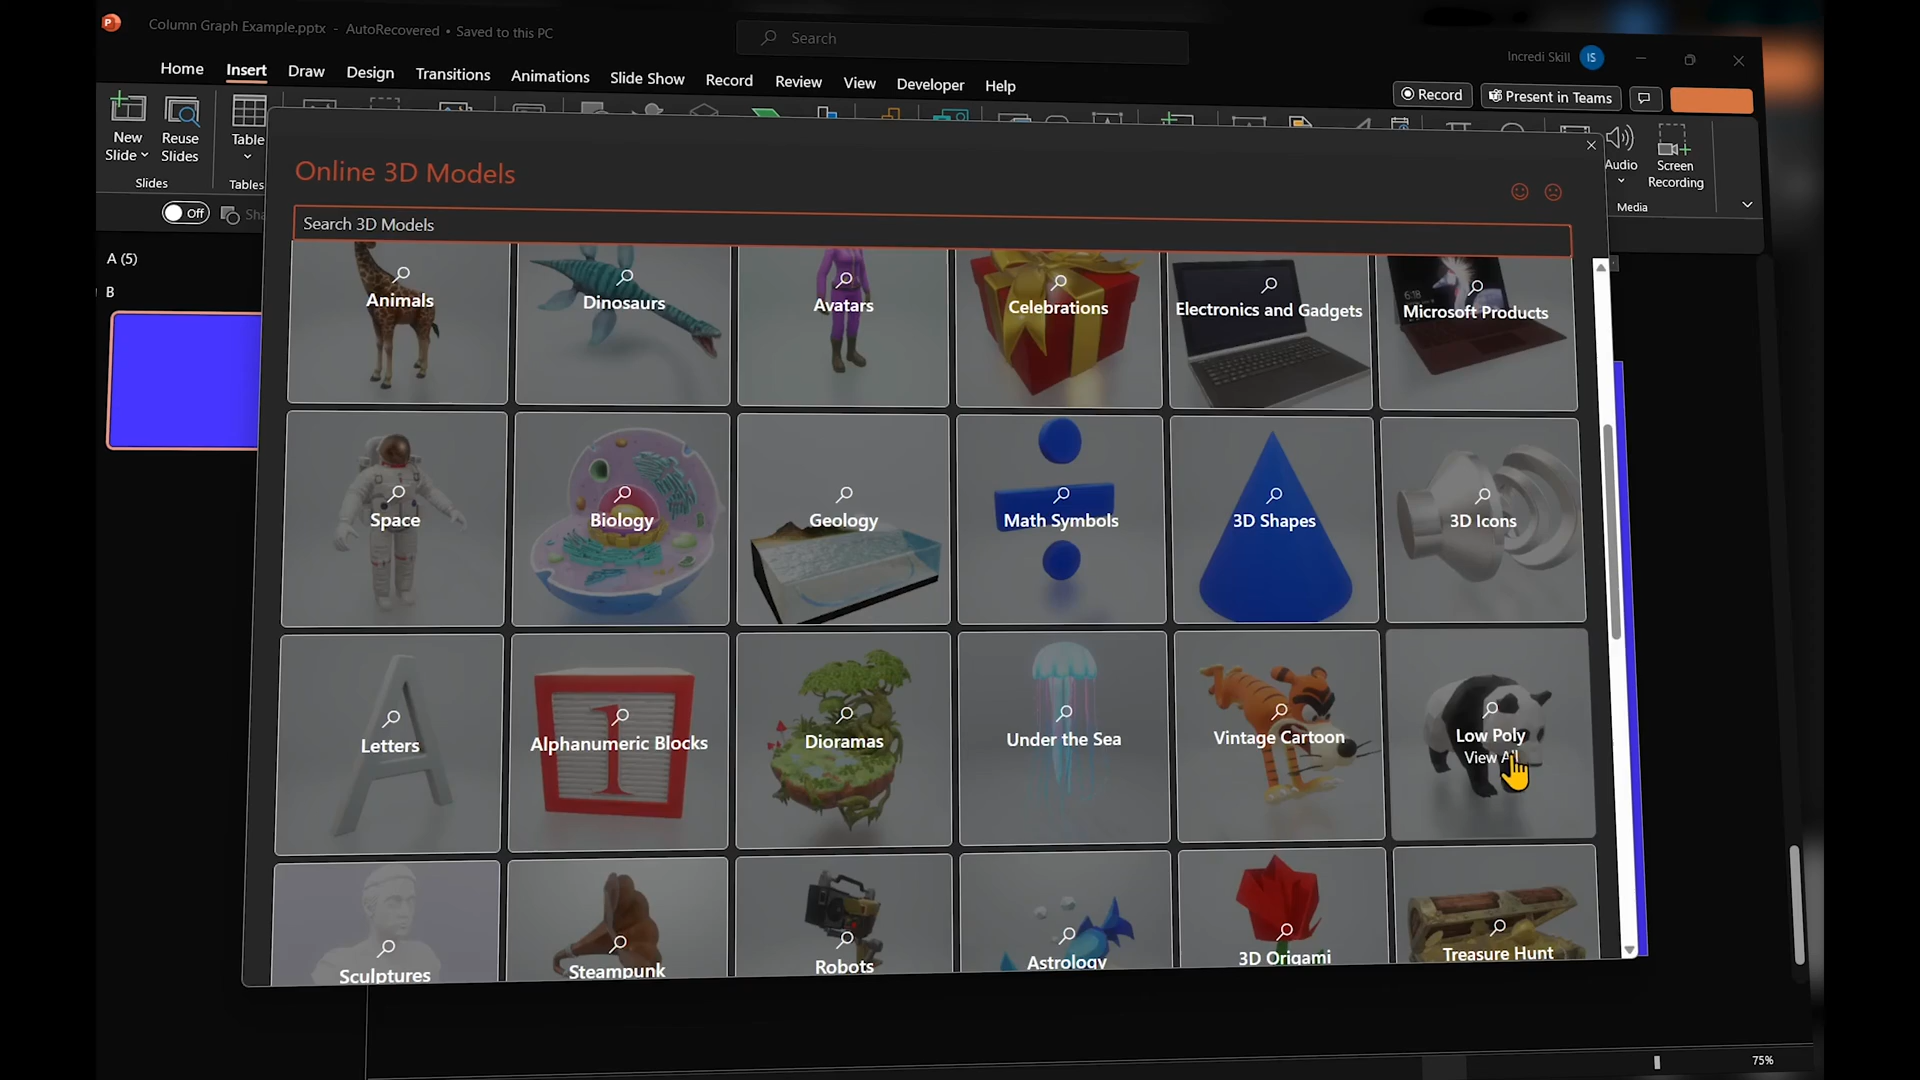 Column Graph Example.pptx - AutoRecovered • Saved to this PC
Search
Incredi Skill IS
Home Insert Draw Design Transitions Animations Slide Show Record Review View Developer Help
Record Present in Teams
New Slide
Reuse Slides
Table
Audio
Screen Recording
Slides
Tables
Media
Off
Online 3D Models
Search 3D Models
A (5)
B
Animals
Dinosaurs
Avatars
Celebrations
Electronics and Gadgets
6:18
Microsoft Products
Space
Biology
Geology
Math Symbols
3D Shapes
3D Icons
Letters
Alphanumeric Blocks
Dioramas
Under the Sea
Vintage Cartoon
Low Poly
View All
Sculptures
Steampunk
Robots
Astrology
3D Origami
Treasure Hunt
75%